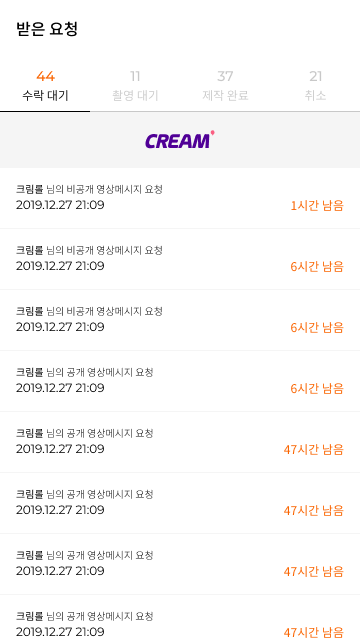 받은 요청
44 11 37 21
수락 대기 촬영 대기 제작 완료 취소
CREAM
크림롤 님의 비공개 영상메시지 요청
2019.12.27 21:09 1시간 남음
크림롤 님의 비공개 영상메시지 요청
2019.12.27 21:09 6시간 남음
크림롤 님의 비공개 영상메시지 요청
2019.12.27 21:09 6시간 남음
크림롤 님의 공개 영상메시지 요청
2019.12.27 21:09 6시간 남음
크림롤 님의 공개 영상메시지 요청
2019.12.27 21:09 47시간 남음
크림롤 님의 공개 영상메시지 요청
2019.12.27 21:09 47시간 남음
크림롤 님의 공개 영상메시지 요청
2019.12.27 21:09 47시간 남음
크림롤 님의 공개 영상메시지 요청
2019.12.27 21:09 47시간 남음